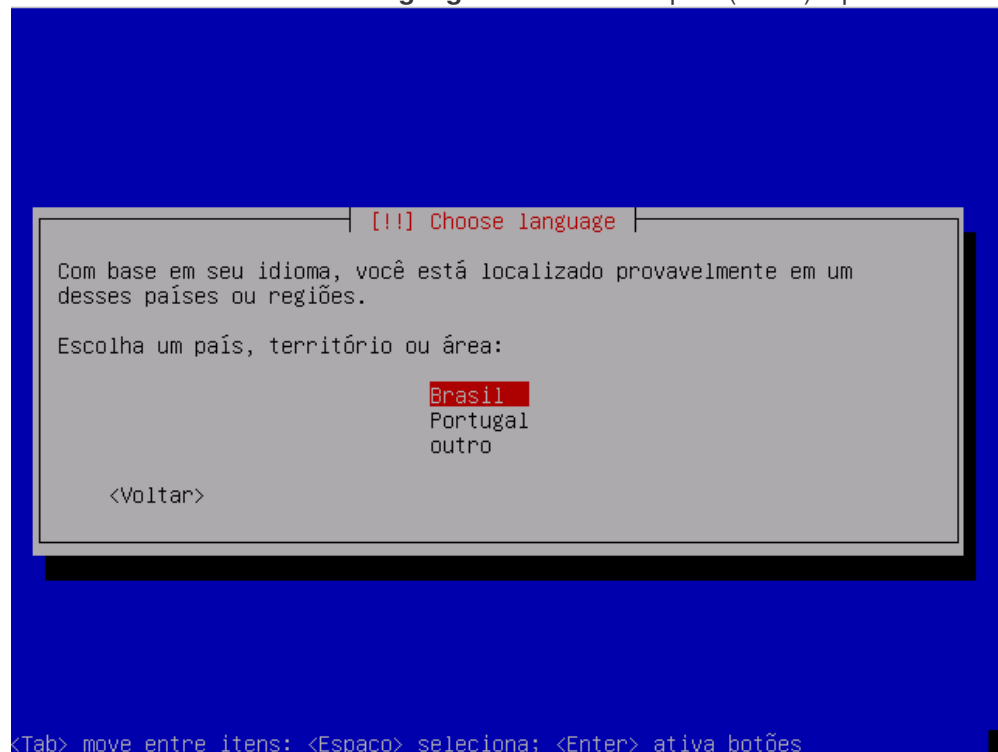 [!!] Choose language
Com base em seu idioma, você está localizado provavelmente em um
desses países ou regiões.
Escolha um país, território ou área:
Brasil
Portugal
outro
<Voltar>
<Tab> move entre itens; <Espaço> seleciona; <Enter> ativa botões